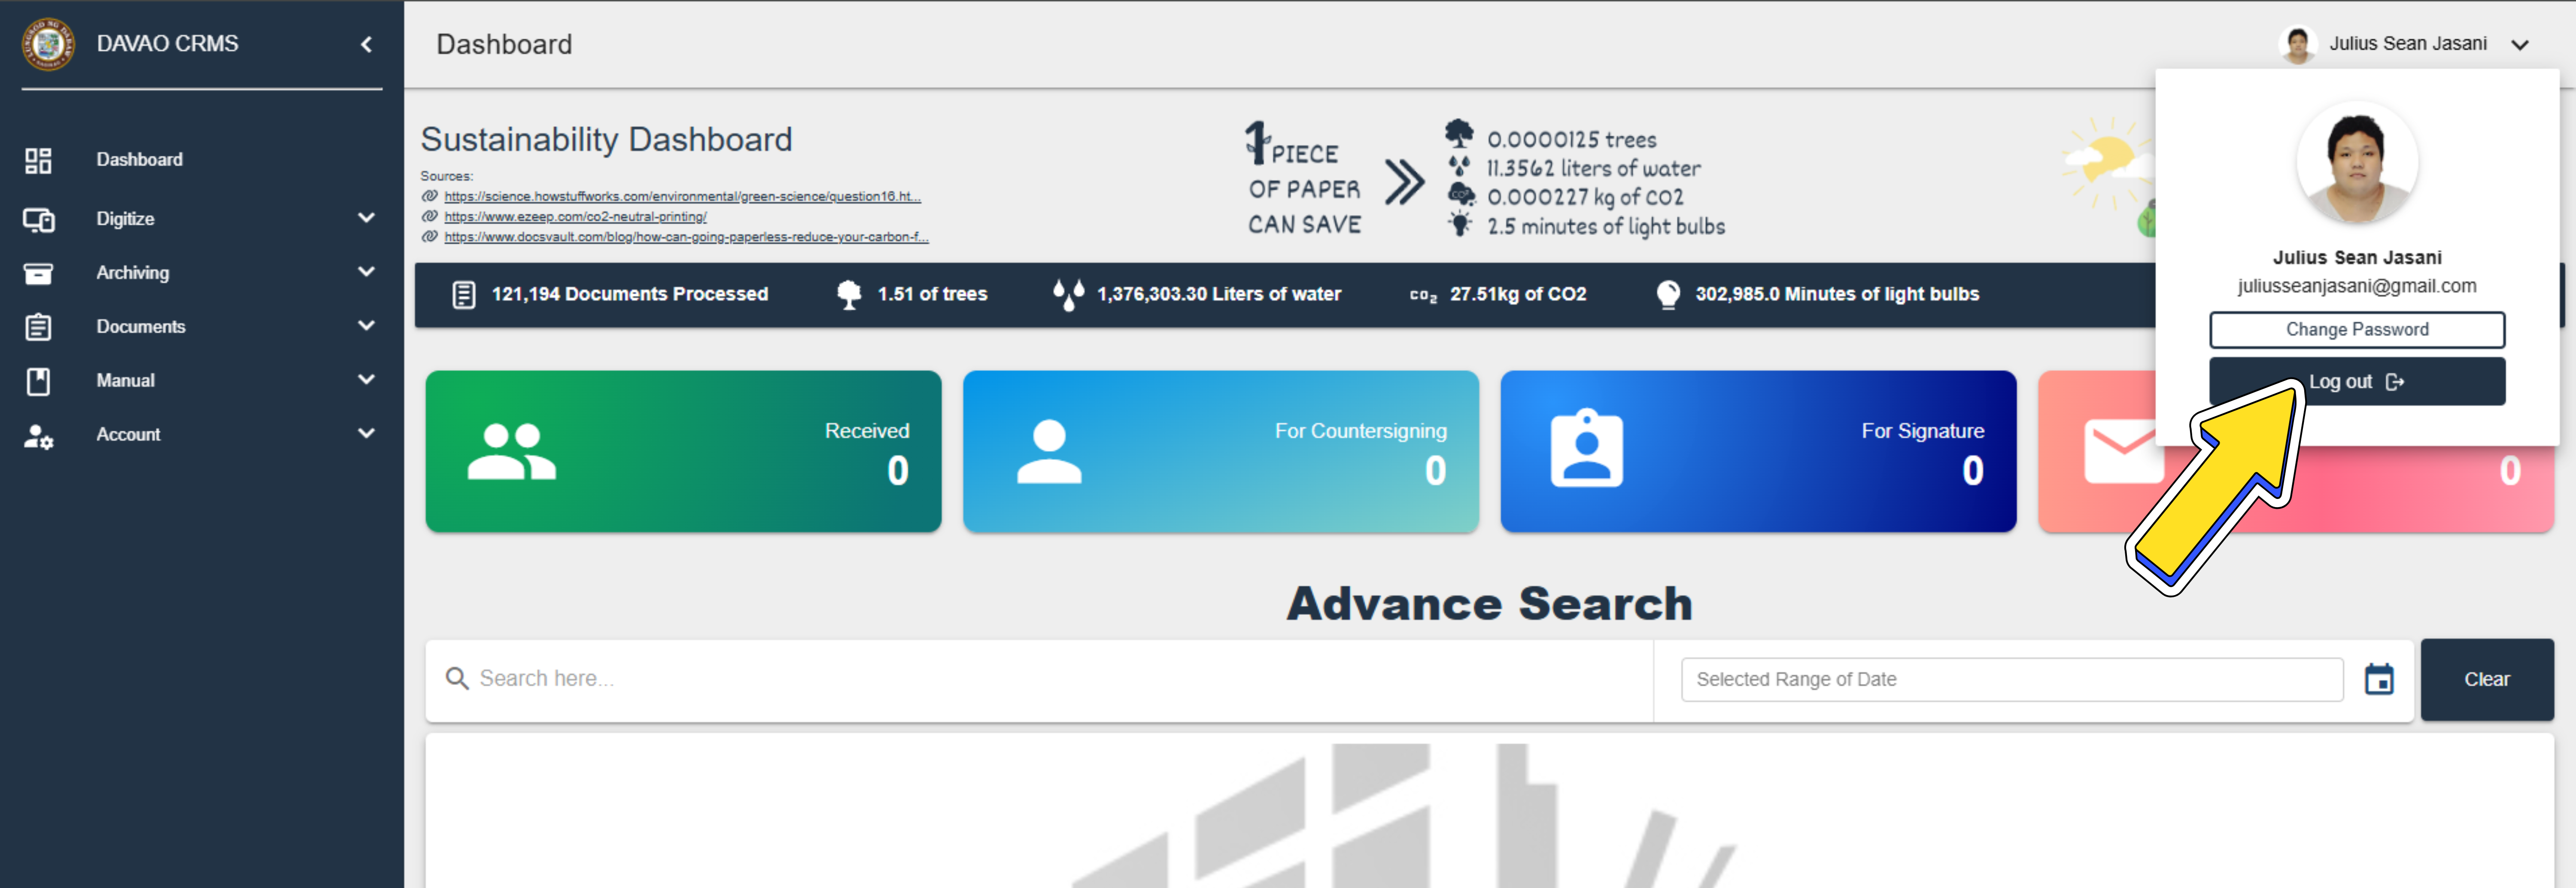 DAVAO CRMS
Dashboard
Digitize
Archiving
Documents
Manual
Account
Dashboard
Julius Sean Jasani
Sustainability Dashboard
Sources:
https://science.howstuffworks.com/environmental/green-science/question16.ht...
https://www.ezeep.com/co2-neutral-printing/
https://www.docsvault.com/blog/how-can-going-paperless-reduce-your-carbon-f...
1 PIECE
OF PAPER
CAN SAVE
0.0000125 trees
11.3562 liters of water
0.000227 kg of CO2
2.5 minutes of light bulbs
121,194 Documents Processed
1.51 of trees
1,376,303.30 Liters of water
CO2 27.51kg of CO2
302,985.0 Minutes of light bulbs
Julius Sean Jasani
juliusseanjasani@gmail.com
Change Password
Log out
Received
0
For Countersigning
0
For Signature
0
0
Advance Search
Search here...
Selected Range of Date
Clear